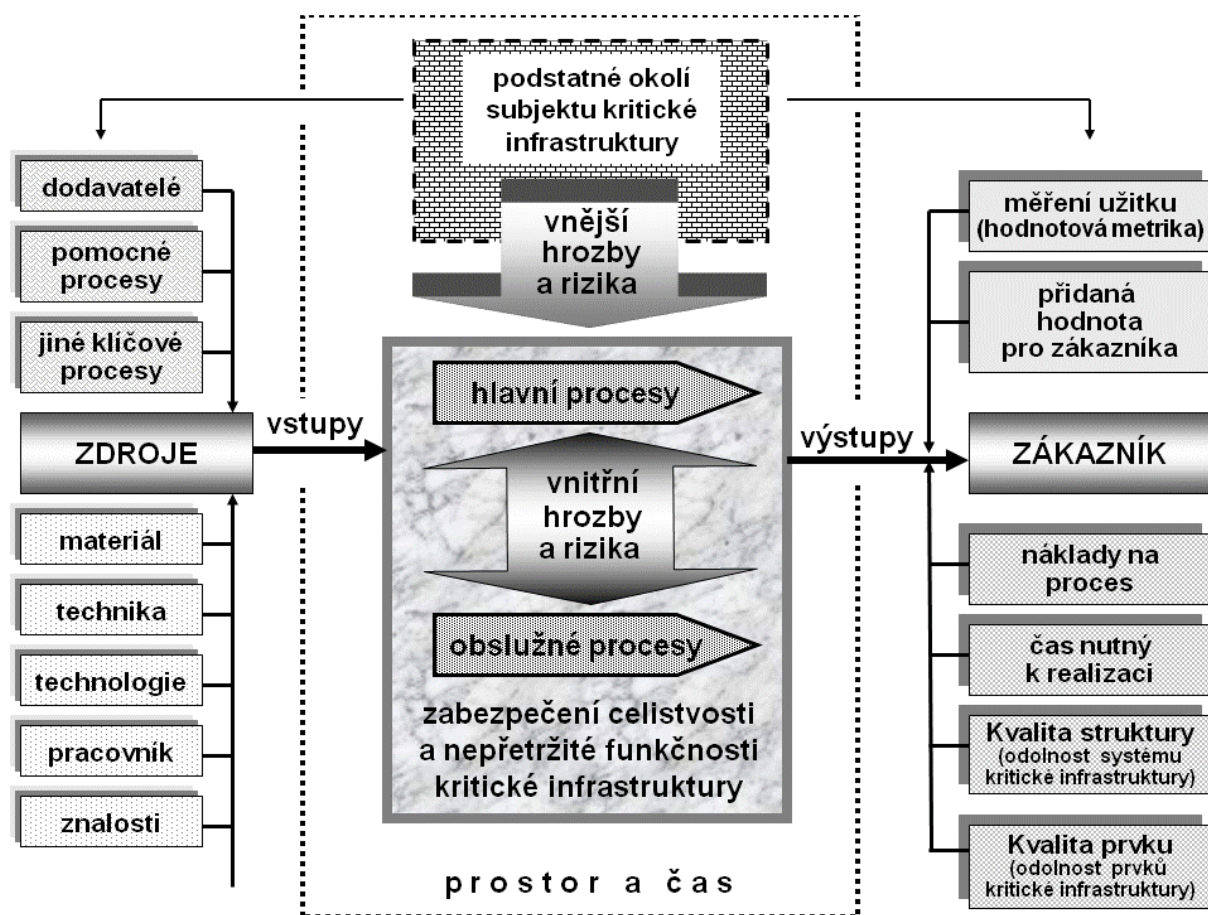 podstatné okolí
subjektu kritické
infrastruktury
vnější
hrozby
a rizika
dodavatelé
pomocné
procesy
jiné klíčové
procesy
ZDROJE
materiál
technika
technologie
pracovník
znalosti
vstupy
hlavní procesy
vnitřní
hrozby
a rizika
obslužné procesy
zabezpečení celistvosti
a nepřetržité funkčnosti
kritické infrastruktury
prostor a čas
výstupy
měření užitku
(hodnotová metrika)
přidaná
hodnota
pro zákazníka
ZÁKAZNÍK
náklady na
proces
čas nutný
k realizaci
Kvalita struktury
(odolnost systému
kritické infrastruktury)
Kvalita prvku
(odolnost prvků
kritické infrastruktury)